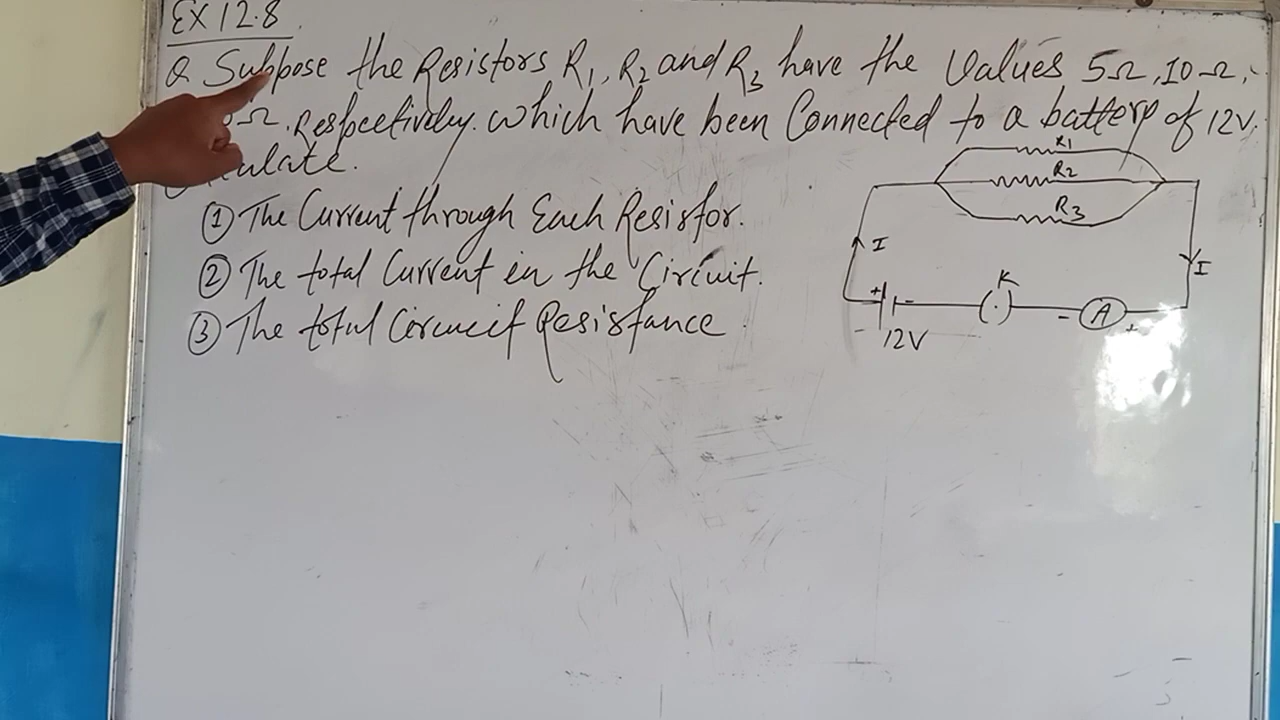 EX 12.8
Q Suppose the Resistors R1, R2 and R3 have the Values 5Ω, 10Ω,
Ω. Respectively. which have been Connected to a battery of 12V.
① The Current through Each Resistor.
② The total Current in the Circuit.
③ The total Circuit Resistance
R1
R2
R3
I
I
K
+ -
- A +
12V